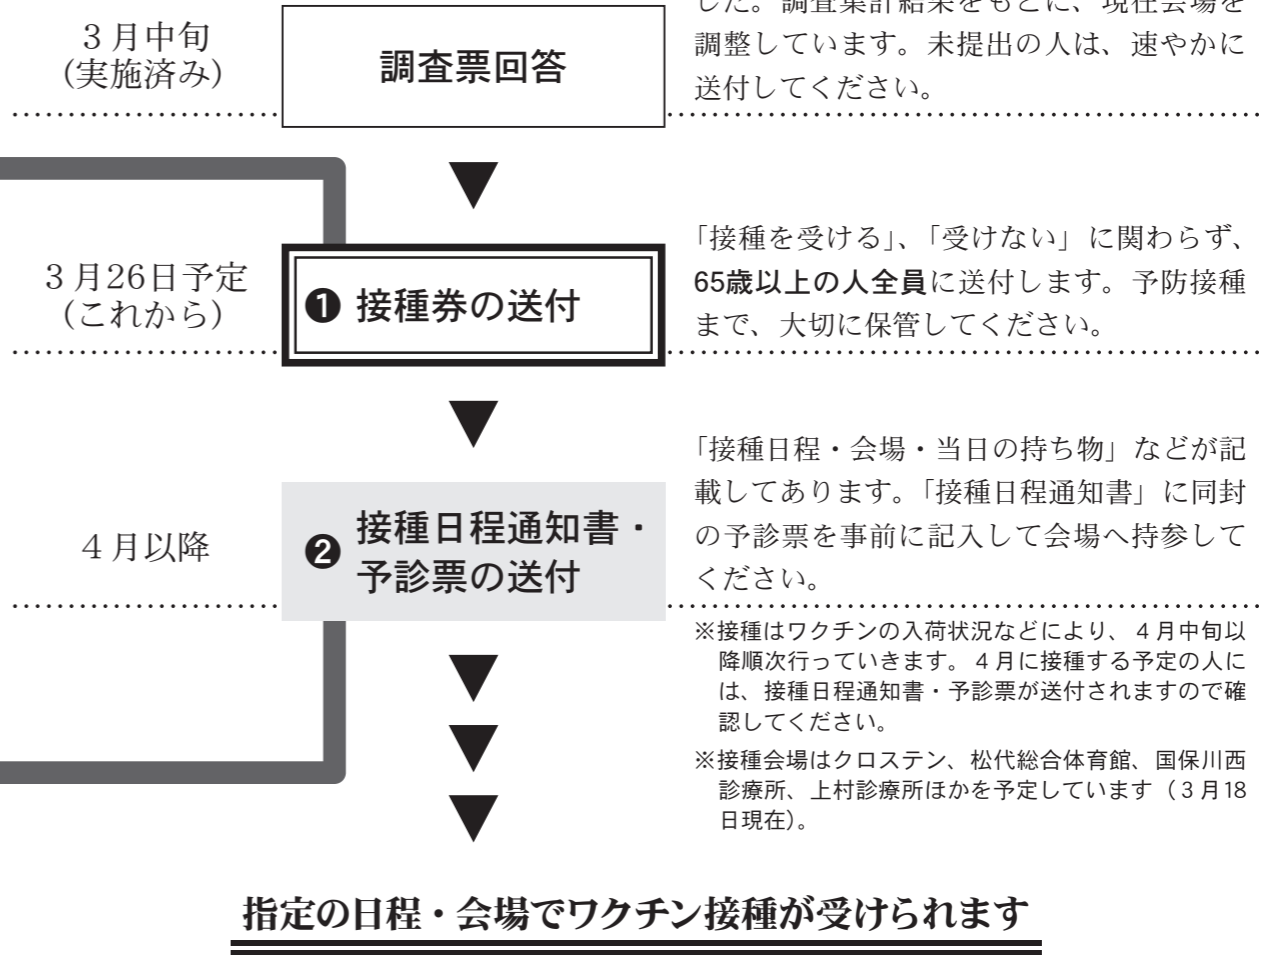 ３月中旬
（実施済み）
調査票回答
した。調査集計結果をもとに、現在会場を
調整しています。未提出の人は、速やかに
送付してください。
３月26日予定
（これから）
❶ 接種券の送付
「接種を受ける」、「受けない」に関わらず、
65歳以上の人全員に送付します。予防接種
まで、大切に保管してください。
４月以降
❷ 接種日程通知書・
予診票の送付
「接種日程・会場・当日の持ち物」などが記
載してあります。「接種日程通知書」に同封
の予診票を事前に記入して会場へ持参して
ください。
※接種はワクチンの入荷状況などにより、４月中旬以
降順次行っていきます。４月に接種する予定の人に
は、接種日程通知書・予診票が送付されますので確
認してください。
※接種会場はクロステン、松代総合体育館、国保川西
診療所、上村診療所ほかを予定しています（３月18
日現在）。
指定の日程・会場でワクチン接種が受けられます